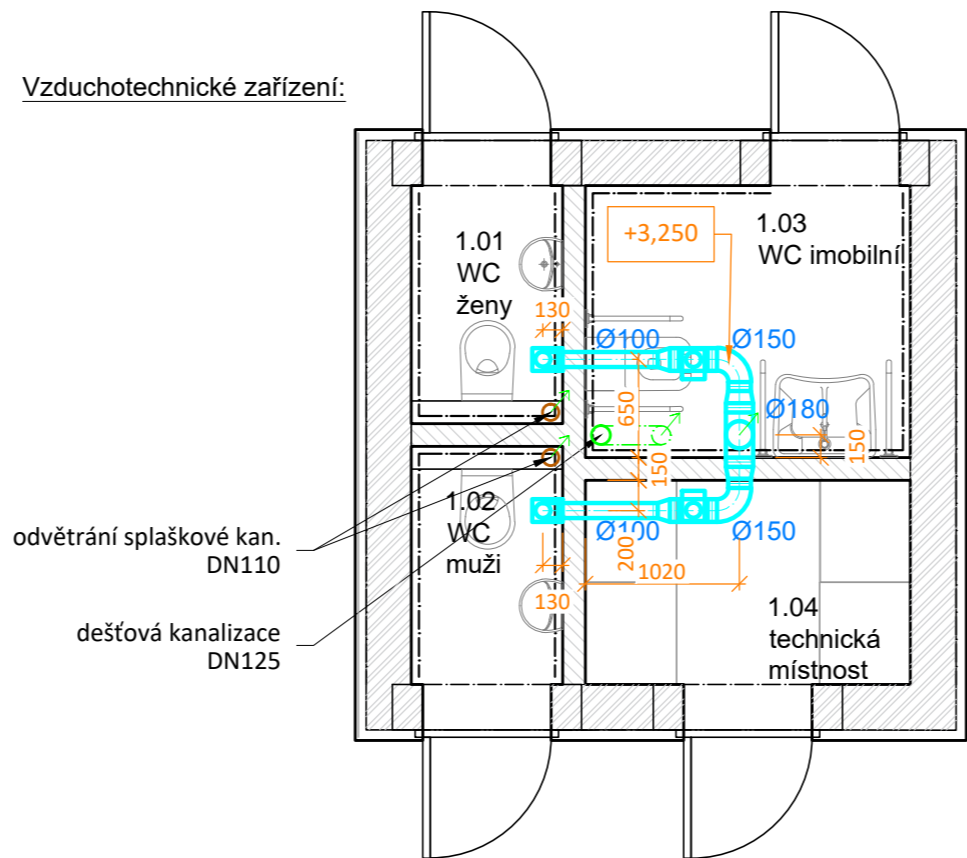 Vzduchotechnické zařízení:
1.01
WC
ženy
130
+3,250
1.03
WC imobilní
Ø100
Ø150
Ø180
650
150
150
1.02
WC
muži
Ø100
Ø150
200
1020
130
1.04
technická
místnost
odvětrání splaškové kan.
DN110
dešťová kanalizace
DN125